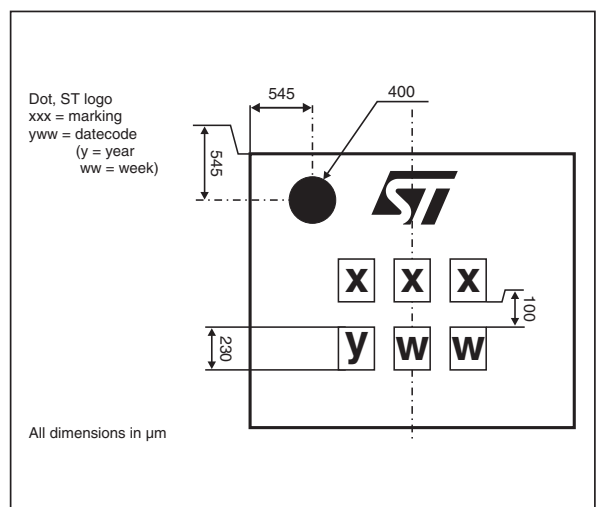 545
400
Dot, ST logo
xxx = marking
yww = datecode
(y = year
ww = week)
545
ST
x x x
100
y w w
230
All dimensions in µm